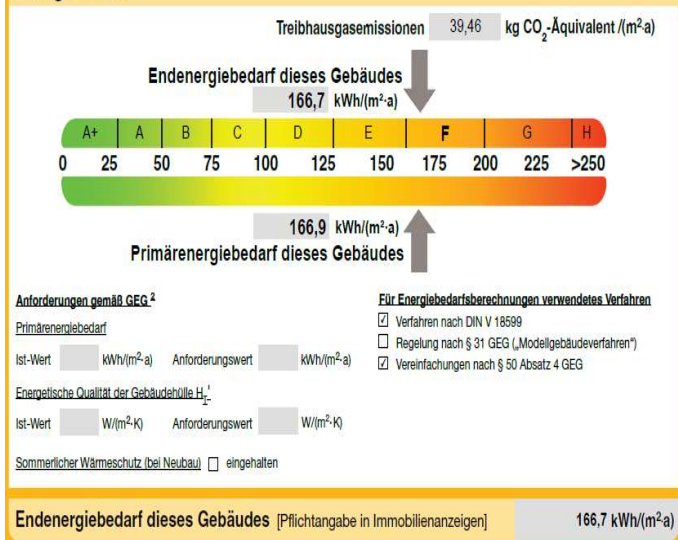 Treibhausgasemissionen 39,46 kg CO₂-Äquivalent /(m²·a)
Endenergiebedarf dieses Gebäudes
166,7 kWh/(m²·a)
A+ A B C D E F G H
0 25 50 75 100 125 150 175 200 225 >250
166,9 kWh/(m²·a)
Primärenergiebedarf dieses Gebäudes
Anforderungen gemäß GEG ²
Primärenergiebedarf
Ist-Wert kWh/(m²·a) Anforderungswert kWh/(m²·a)
Energetische Qualität der Gebäudehülle H_T'
Ist-Wert W/(m²·K) Anforderungswert W/(m²·K)
Sommerlicher Wärmeschutz (bei Neubau) ☐ eingehalten
Für Energiebedarfsberechnungen verwendetes Verfahren
☑ Verfahren nach DIN V 18599
☐ Regelung nach § 31 GEG („Modellgebäudeverfahren“)
☑ Vereinfachungen nach § 50 Absatz 4 GEG
Endenergiebedarf dieses Gebäudes [Pflichtangabe in Immobilienanzeigen] 166,7 kWh/(m²·a)